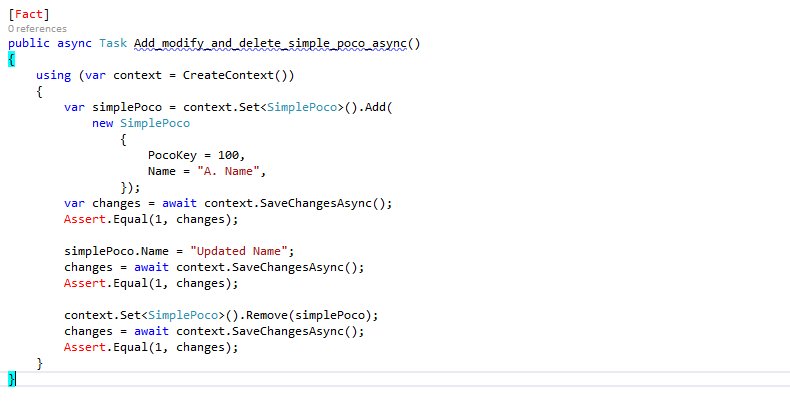 [Fact]
0 references
public async Task Add_modify_and_delete_simple_poco_async()
{
    using (var context = CreateContext())
    {
        var simplePoco = context.Set<SimplePoco>().Add(
            new SimplePoco
                {
                    PocoKey = 100,
                    Name = "A. Name",
                });
        var changes = await context.SaveChangesAsync();
        Assert.Equal(1, changes);

        simplePoco.Name = "Updated Name";
        changes = await context.SaveChangesAsync();
        Assert.Equal(1, changes);

        context.Set<SimplePoco>().Remove(simplePoco);
        changes = await context.SaveChangesAsync();
        Assert.Equal(1, changes);
    }
}